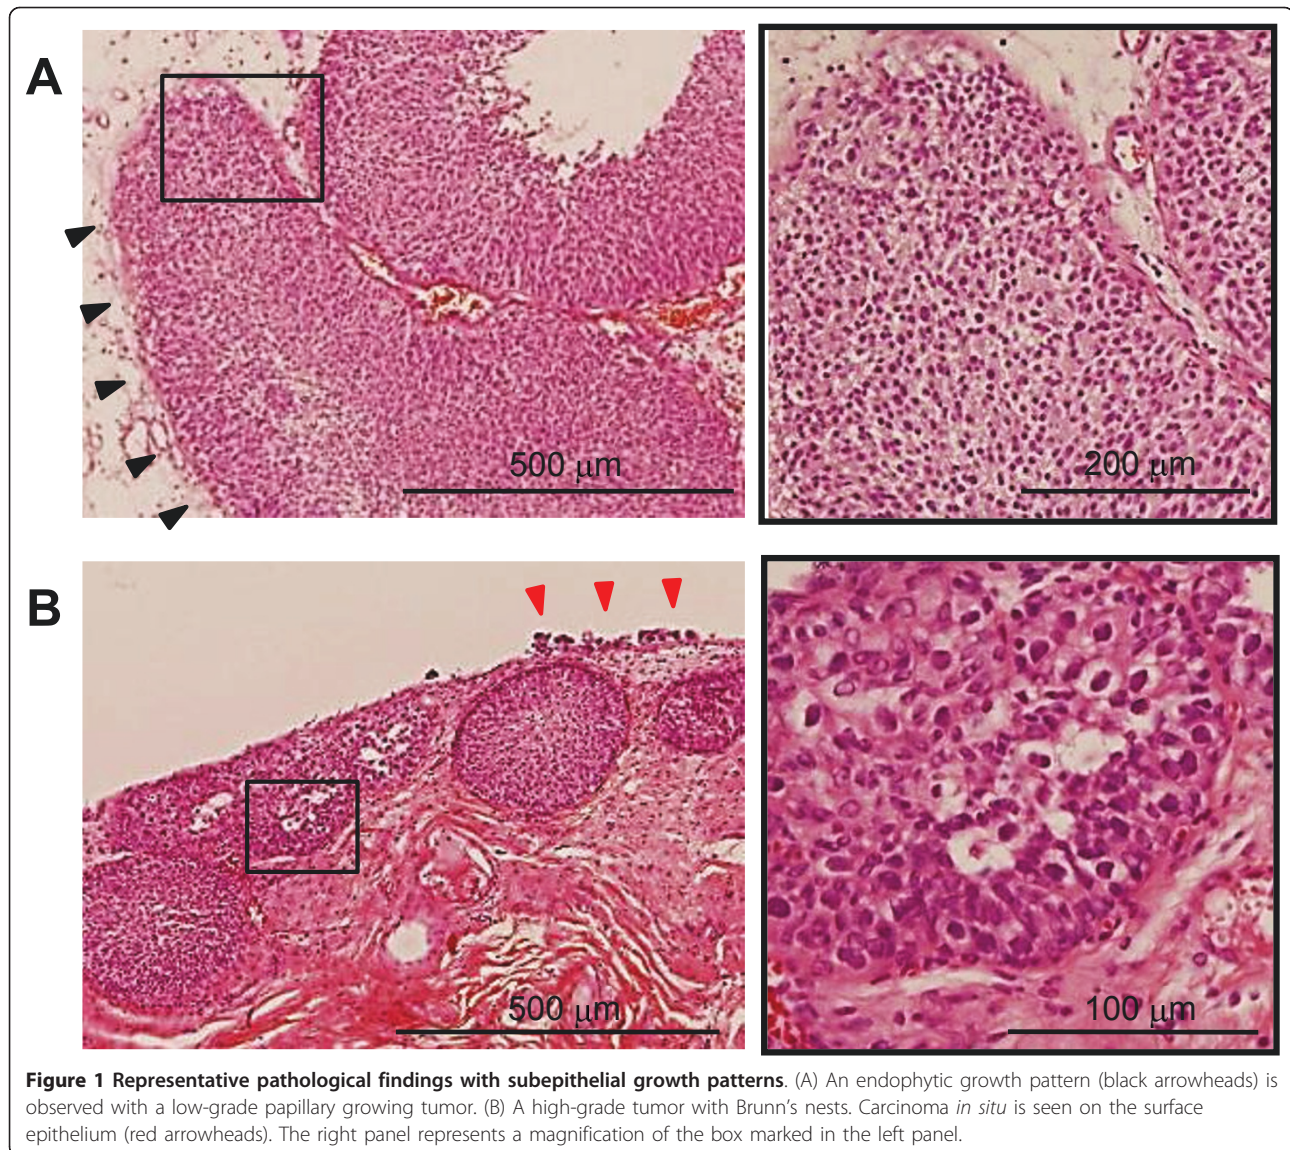 A
500 μm
200 μm
B
500 μm
100 μm
Figure 1 Representative pathological findings with subepithelial growth patterns. (A) An endophytic growth pattern (black arrowheads) is
observed with a low-grade papillary growing tumor. (B) A high-grade tumor with Brunn's nests. Carcinoma in situ is seen on the surface
epithelium (red arrowheads). The right panel represents a magnification of the box marked in the left panel.